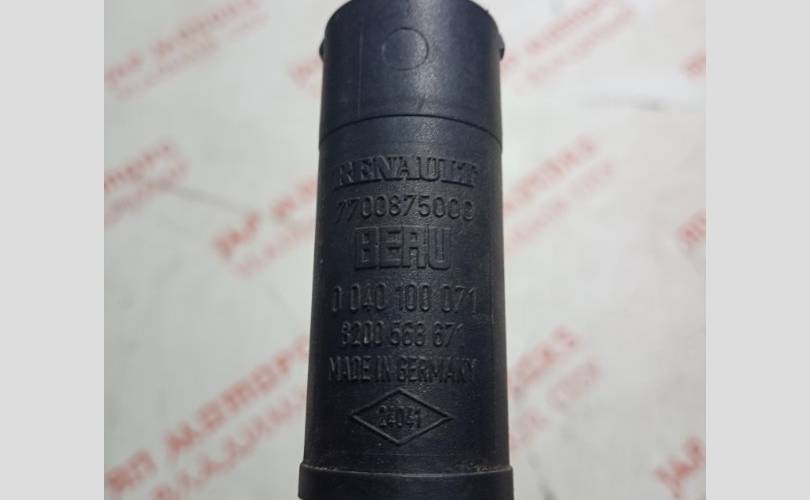 RENAULT
7700875000
BERU
0 040 100 071
8200 568 671
MADE IN GERMANY
24041